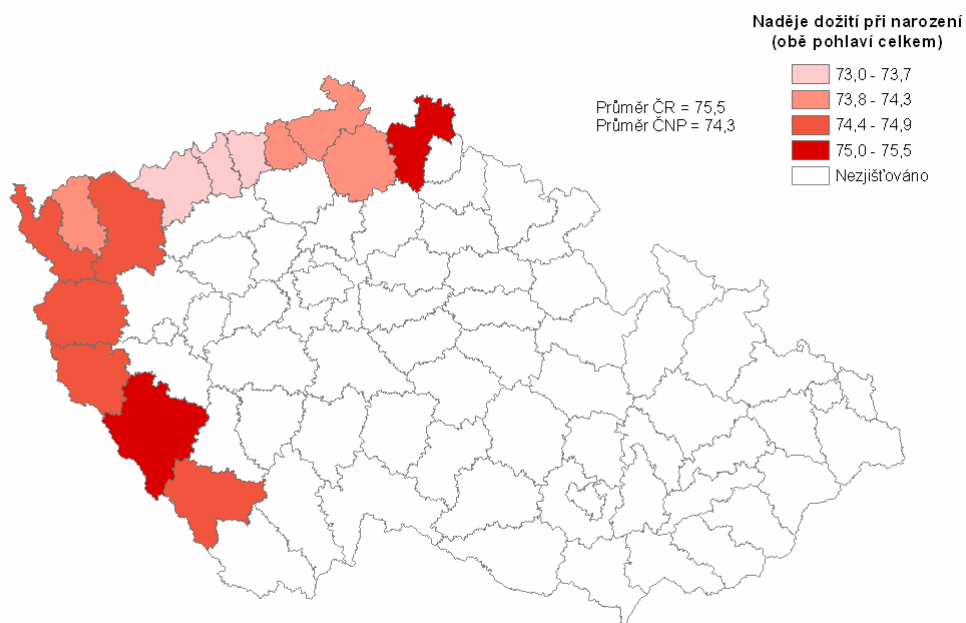 Naděje dožití při narození
(obě pohlaví celkem)
73,0 - 73,7
73,8 - 74,3
74,4 - 74,9
75,0 - 75,5
Nezjišťováno
Průměr ČR = 75,5
Průměr ČNP = 74,3